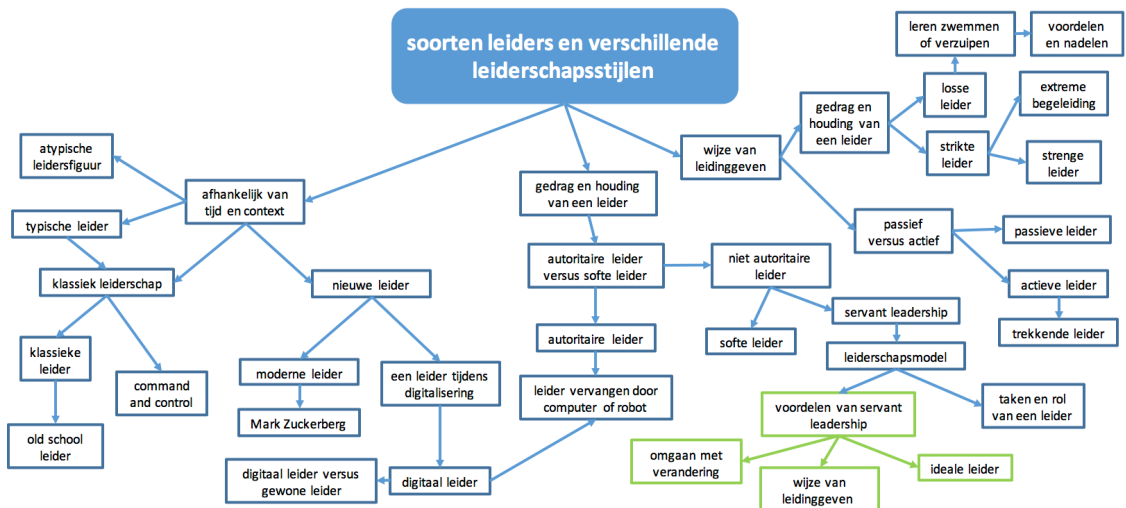 soorten leiders en verschillende
leiderschapsstijlen
leren zwemmen
of verzuipen
voordelen
en nadelen
losse
leider
extreme
begeleiding
gedrag en
houding van
een leider
strikte
leider
strenge
leider
wijze van
leidinggeven
atypische
leidersfiguur
afhankelijk van
tijd en context
gedrag en houding
van een leider
typische leider
passief
versus actief
passieve leider
autoritaire leider
versus softe leider
niet autoritaire
leider
klassiek leiderschap
nieuwe leider
actieve leider
servant leadership
trekkende leider
softe leider
autoritaire leider
leiderschapsmodel
klassieke
leider
command
and control
moderne leider
een leider tijdens
digitalisering
leider vervangen door
computer of robot
voordelen van servant
leadership
taken en rol
van een leider
Mark Zuckerberg
old school
leider
omgaan met
verandering
ideale leider
digitaal leider versus
gewone leider
digitaal leider
wijze van
leidinggeven